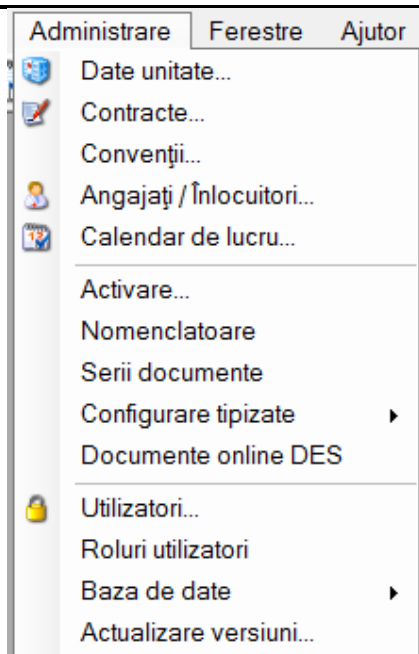 Administrare Ferestre Ajutor
Date unitate...
Contracte...
Convenţii...
Angajaţi / Înlocuitori...
Calendar de lucru...
Activare...
Nomenclatoare
Serii documente
Configurare tipizate
Documente online DES
Utilizatori...
Roluri utilizatori
Baza de date
Actualizare versiuni...